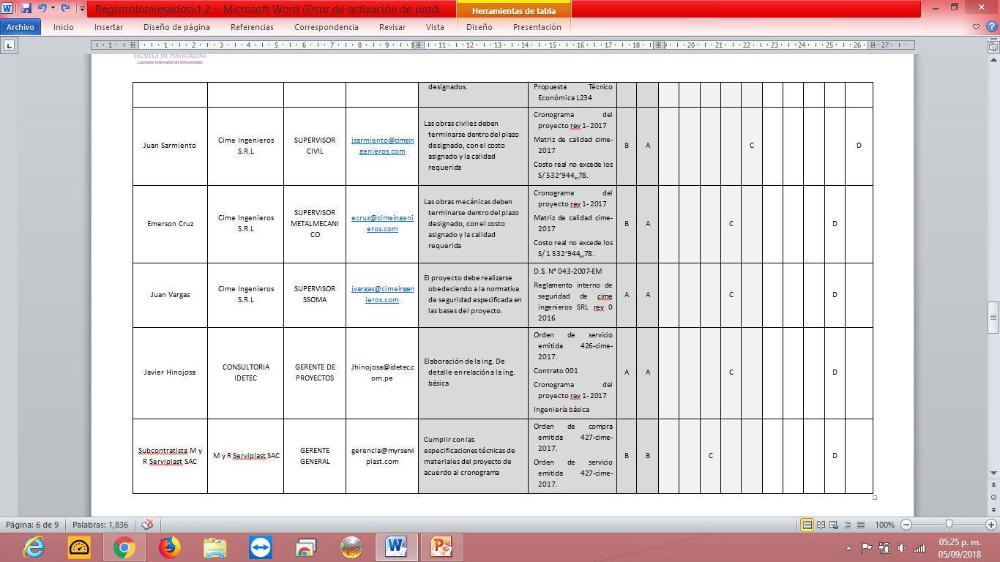 RegistroInteresadosv1.2 - Microsoft Word (Error de activación de prod...
Herramientas de tabla
Archivo Inicio Insertar Diseño de página Referencias Correspondencia Revisar Vista Diseño Presentación
1 1 2 3 4 5 6 7 8 9 1 11 12 13 14 15 16 17 18 9 20 21 22 23 24 25 26 27
ESCUELA DE POSTGRADO
Laureate International Universities
designados.
Propuesta Técnico
Económica L234
Juan Sarmiento
Cime Ingenieros
S.R.L
SUPERVISOR
CIVIL
jsarmiento@cimein
genieros.com
Las obras civiles deben
terminarse dentro del plazo
designado, con el costo
asignado y la calidad
requerida
Cronograma del
proyecto rev 1- 2017
Matriz de calidad cime-
2017
Costo real no excede los
S/ 532’944,,78.
B
A
C
D
Emerson Cruz
Cime Ingenieros
S.R.L
SUPERVISOR
METALMECANI
CO
ecruz@cimeingeni
eros.com
Las obras mecánicas deben
terminarse dentro del plazo
designado, con el costo
asignado y la calidad
requerida
Cronograma del
proyecto rev 1- 2017
Matriz de calidad cime-
2017
Costo real no excede los
S/ 1 532’944,,78.
B
A
C
D
Juan Vargas
Cime Ingenieros
S.R.L
SUPERVISOR
SSOMA
jvargas@cimeingen
ieros.com
El proyecto debe realizarse
obedeciendo a la normativa
de seguridad especificada en
las bases del proyecto.
D.S. N° 043-2007-EM
Reglamento interno de
seguridad de cime
ingenieros SRL rev 0
2016
A
A
C
D
Javier Hinojosa
CONSULTORIA
IDETEC
GERENTE DE
PROYECTOS
Jhinojosa@idetec.c
om.pe
Elaboración de la ing. De
detalle en relación a la ing.
básica
Orden de servicio
emitida 426-cime-
2017.
Contrato 001
Cronograma del
proyecto rev 1- 2017
Ingeniería básica
A
A
C
D
Subcontratista M y
R Serviplast SAC
M y R Serviplast SAC
GERENTE
GENERAL
gerencia@myrservi
plast.com
Cumplir con las
especificaciones técnicas de
materiales del proyecto de
acuerdo al cronograma
Orden de compra
emitida 427-cime-
2017.
Orden de servicio
emitida 427-cime-
2017.
B
B
C
D
Página: 6 de 9 Palabras: 1,836 100%
05:25 p. m.
05/09/2018